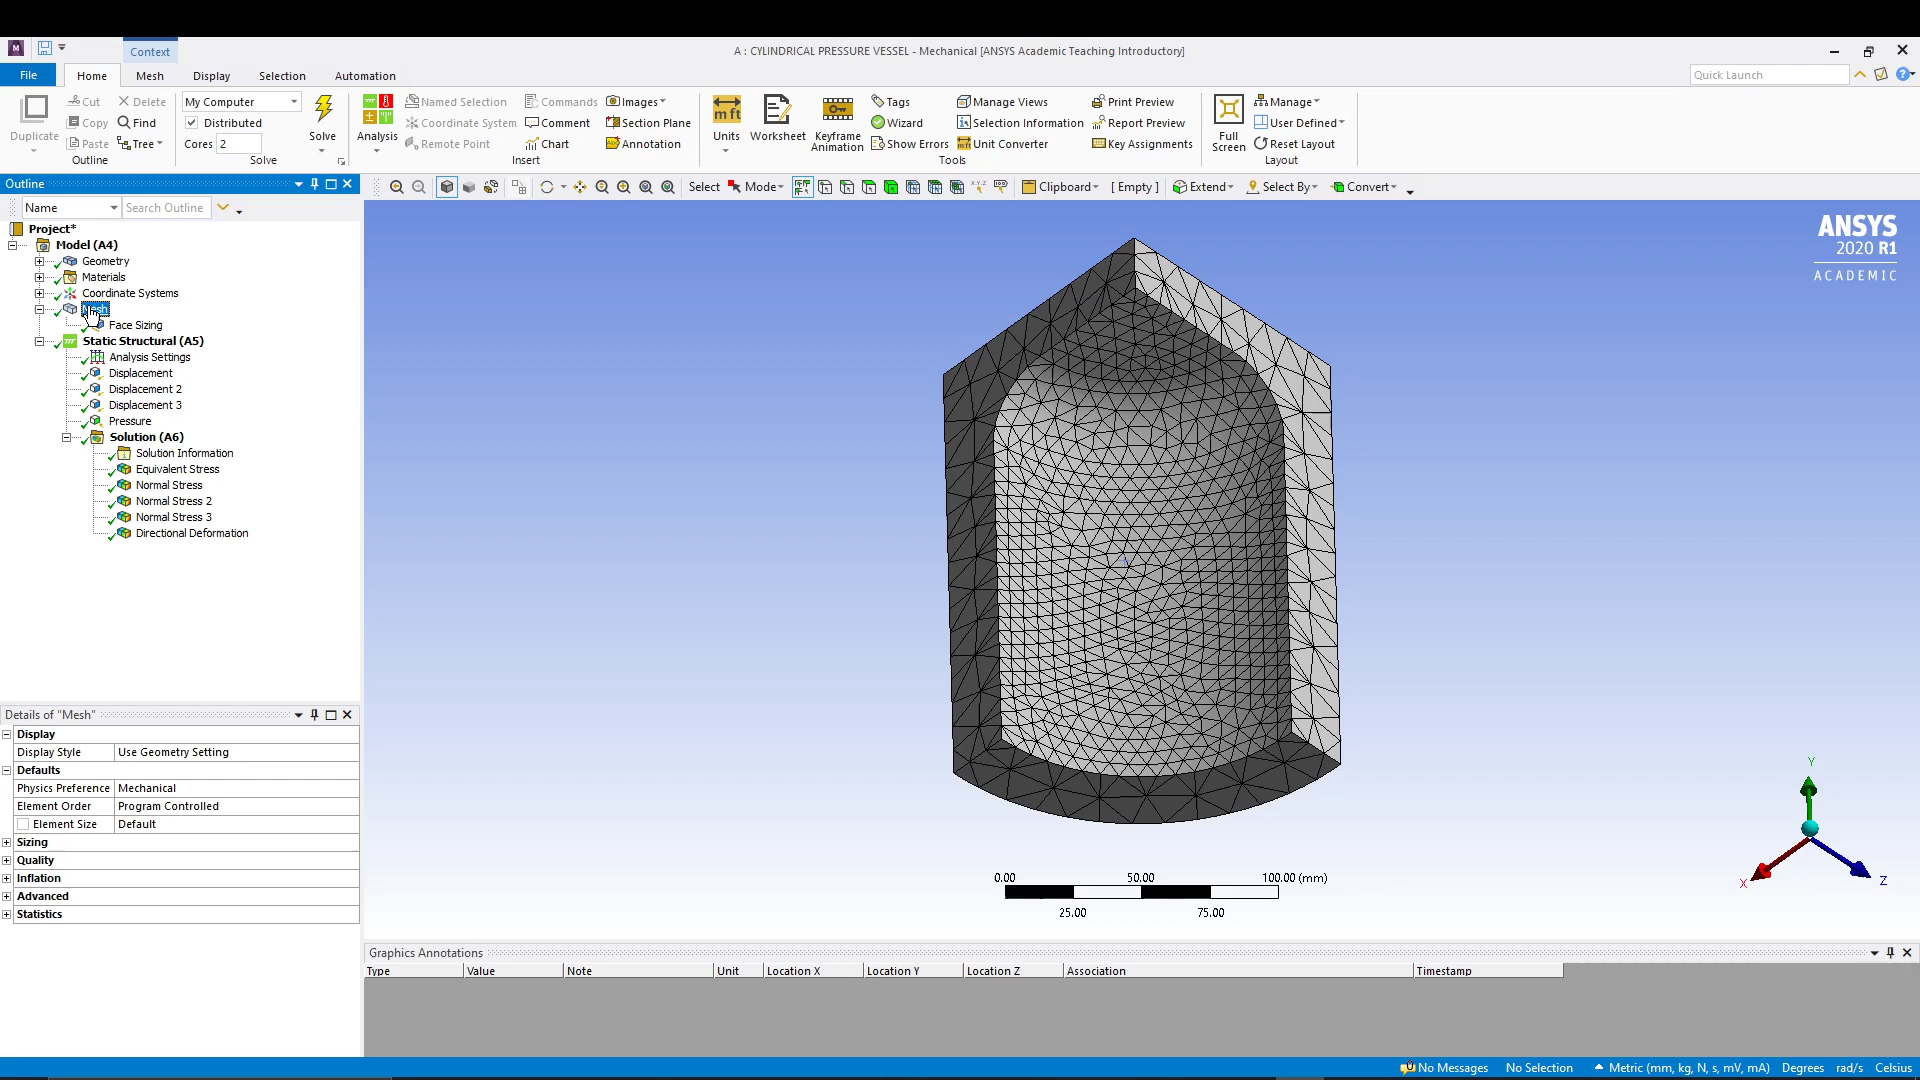 Context
A : CYLINDRICAL PRESSURE VESSEL - Mechanical [ANSYS Academic Teaching Introductory]
File Home Mesh Display Selection Automation
Quick Launch
Duplicate
Cut
Copy
Paste
Delete
Find
Tree
Outline
My Computer
Distributed
Cores 2
Solve
Solve
Analysis
Named Selection
Coordinate System
Remote Point
Commands
Comment
Chart
Images
Section Plane
Annotation
Insert
Units
Worksheet
Keyframe
Animation
Tags
Wizard
Show Errors
Manage Views
Selection Information
Unit Converter
Print Preview
Report Preview
Key Assignments
Tools
Full
Screen
Manage
User Defined
Reset Layout
Layout
Outline
Select Mode Clipboard [ Empty ] Extend Select By Convert
Name Search Outline
Project*
Model (A4)
Geometry
Materials
Coordinate Systems
Face Sizing
Static Structural (A5)
Analysis Settings
Displacement
Displacement 2
Displacement 3
Pressure
Solution (A6)
Solution Information
Equivalent Stress
Normal Stress
Normal Stress 2
Normal Stress 3
Directional Deformation
ANSYS
2020 R1
ACADEMIC
Details of "Mesh"
Display
Display Style Use Geometry Setting
Defaults
Physics Preference Mechanical
Element Order Program Controlled
Element Size Default
Sizing
Quality
Inflation
Advanced
Statistics
0.00 50.00 100.00 (mm)
25.00 75.00
Y
X
Z
Graphics Annotations
Type Value Note Unit Location X Location Y Location Z Association Timestamp
No Messages No Selection Metric (mm, kg, N, s, mV, mA) Degrees rad/s Celsius